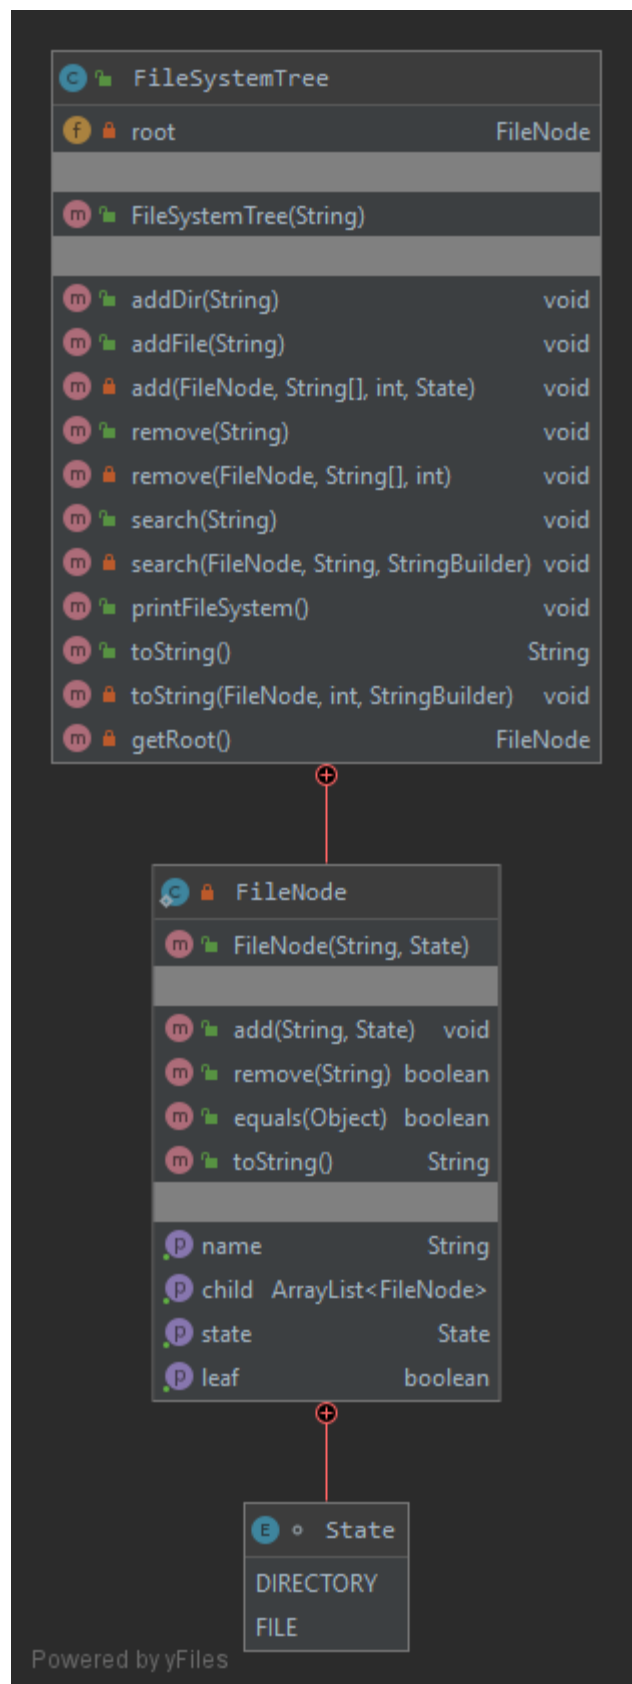 FileSystemTree
root FileNode
FileSystemTree(String)
addDir(String) void
addFile(String) void
add(FileNode, String[], int, State) void
remove(String) void
remove(FileNode, String[], int) void
search(String) void
search(FileNode, String, StringBuilder) void
printFileSystem() void
toString() String
toString(FileNode, int, StringBuilder) void
getRoot() FileNode
FileNode
FileNode(String, State)
add(String, State) void
remove(String) boolean
equals(Object) boolean
toString() String
name String
child ArrayList<FileNode>
state State
leaf boolean
State
DIRECTORY
FILE
Powered by yFiles